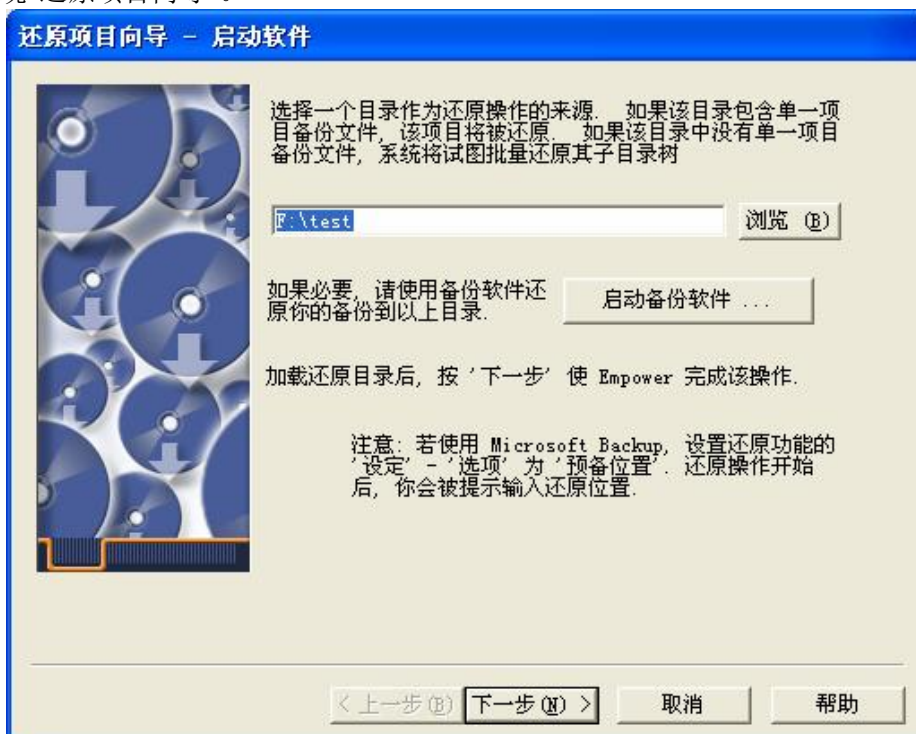 还原项目向导
还原项目向导 - 启动软件
选择一个目录作为还原操作的来源. 如果该目录包含单一项
目备份文件, 该项目将被还原. 如果该目录中没有单一项目
备份文件, 系统将试图批量还原其子目录树
F:\test
浏览 (B)
如果必要, 请使用备份软件还
原你的备份到以上目录.
启动备份软件 ...
加载还原目录后, 按 '下一步' 使 Empower 完成该操作.
注意: 若使用 Microsoft Backup, 设置还原功能的
'设定' - '选项' 为 '预备位置'. 还原操作开始
后, 你会被提示输入还原位置.
< 上一步(B)
下一步(N) >
取消
帮助